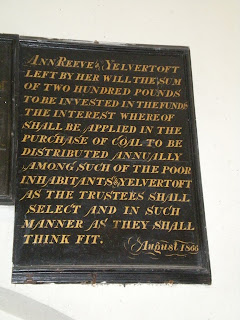 ANN REEVE of YELVERTOFT
LEFT BY HER WILL THE SUM
OF TWO HUNDRED POUNDS
TO BE INVESTED IN THE FUNDS
THE INTEREST WHEREOF
SHALL BE APPLIED IN THE
PURCHASE OF COAL TO BE
DISTRIBUTED ANNUALLY
AMONG SUCH OF THE POOR
INHABITANTS of YELVERTOFT
AS THE TRUSTEES SHALL
SELECT AND IN SUCH
MANNER AS THEY SHALL
THINK FIT.
August 1866